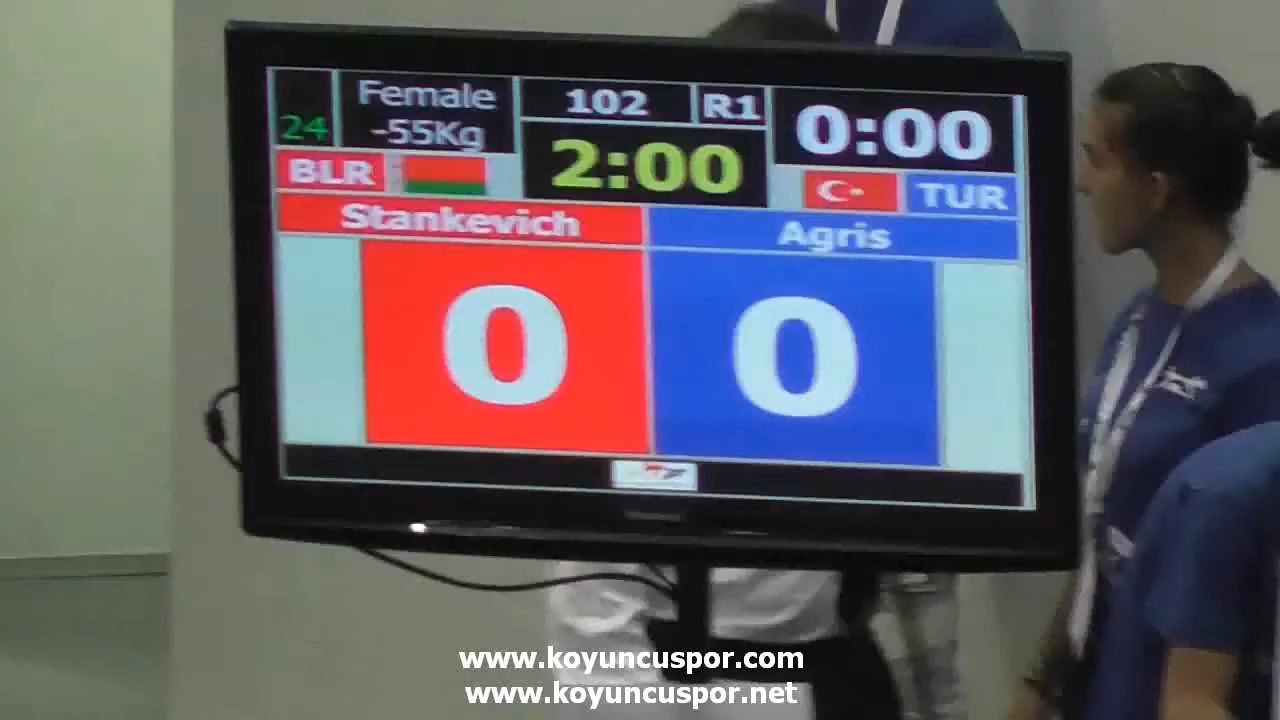 24
Female
-55Kg
102
R1
0:00
2:00
BLR
TUR
Stankevich
Agris
0
0
www.koyuncuspor.com
www.koyuncuspor.net